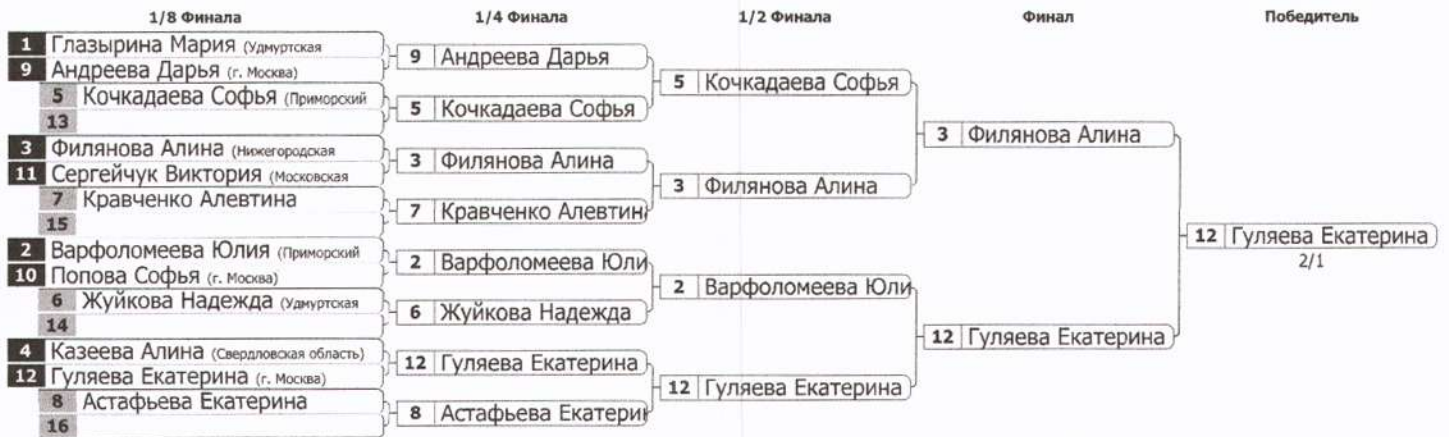 1/8 Финала
1/4 Финала
1/2 Финала
Финал
Победитель
1 Глазырина Мария (Удмуртская
9 Андреева Дарья (г. Москва)
5 Кочкадаева Софья (Приморский
13
3 Филянова Алина (Нижегородская
11 Сергейчук Виктория (Московская
7 Кравченко Алевтина
15
2 Варфоломеева Юлия (Приморский
10 Попова Софья (г. Москва)
6 Жуйкова Надежда (Удмуртская
14
4 Казеева Алина (Свердловская область)
12 Гуляева Екатерина (г. Москва)
8 Астафьева Екатерина
16
9 Андреева Дарья
5 Кочкадаева Софья
3 Филянова Алина
7 Кравченко Алевтин
2 Варфоломеева Юли
6 Жуйкова Надежда
12 Гуляева Екатерина
8 Астафьева Екатери
5 Кочкадаева Софья
3 Филянова Алина
2 Варфоломеева Юли
12 Гуляева Екатерина
3 Филянова Алина
12 Гуляева Екатерина
12 Гуляева Екатерина
2/1